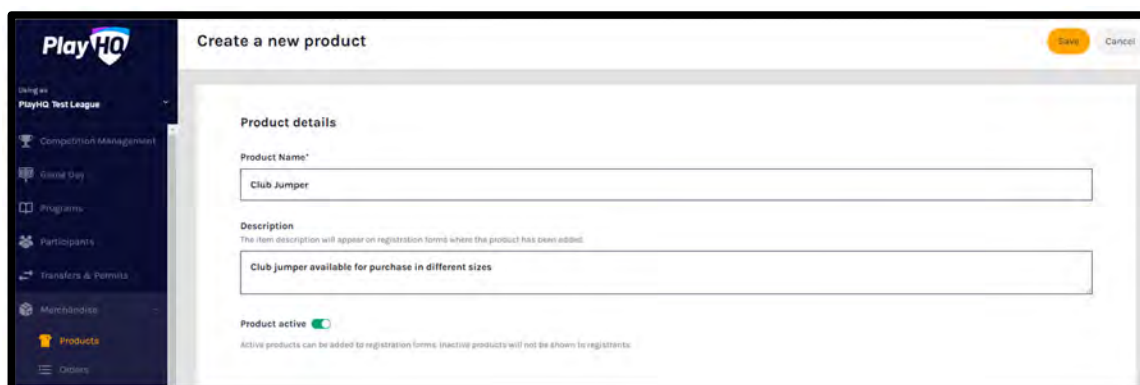 PlayHQ
Using as
PlayHQ Test League
Competition Management
Game Day
Programs
Participants
Transfers & Permits
Merchandise
Products
Orders
Create a new product
Save
Cancel
Product details
Product Name*
Club Jumper
Description
The item description will appear on registration forms where the product has been added.
Club jumper available for purchase in different sizes
Product active
Active products can be added to registration forms. Inactive products will not be shown to registrants.